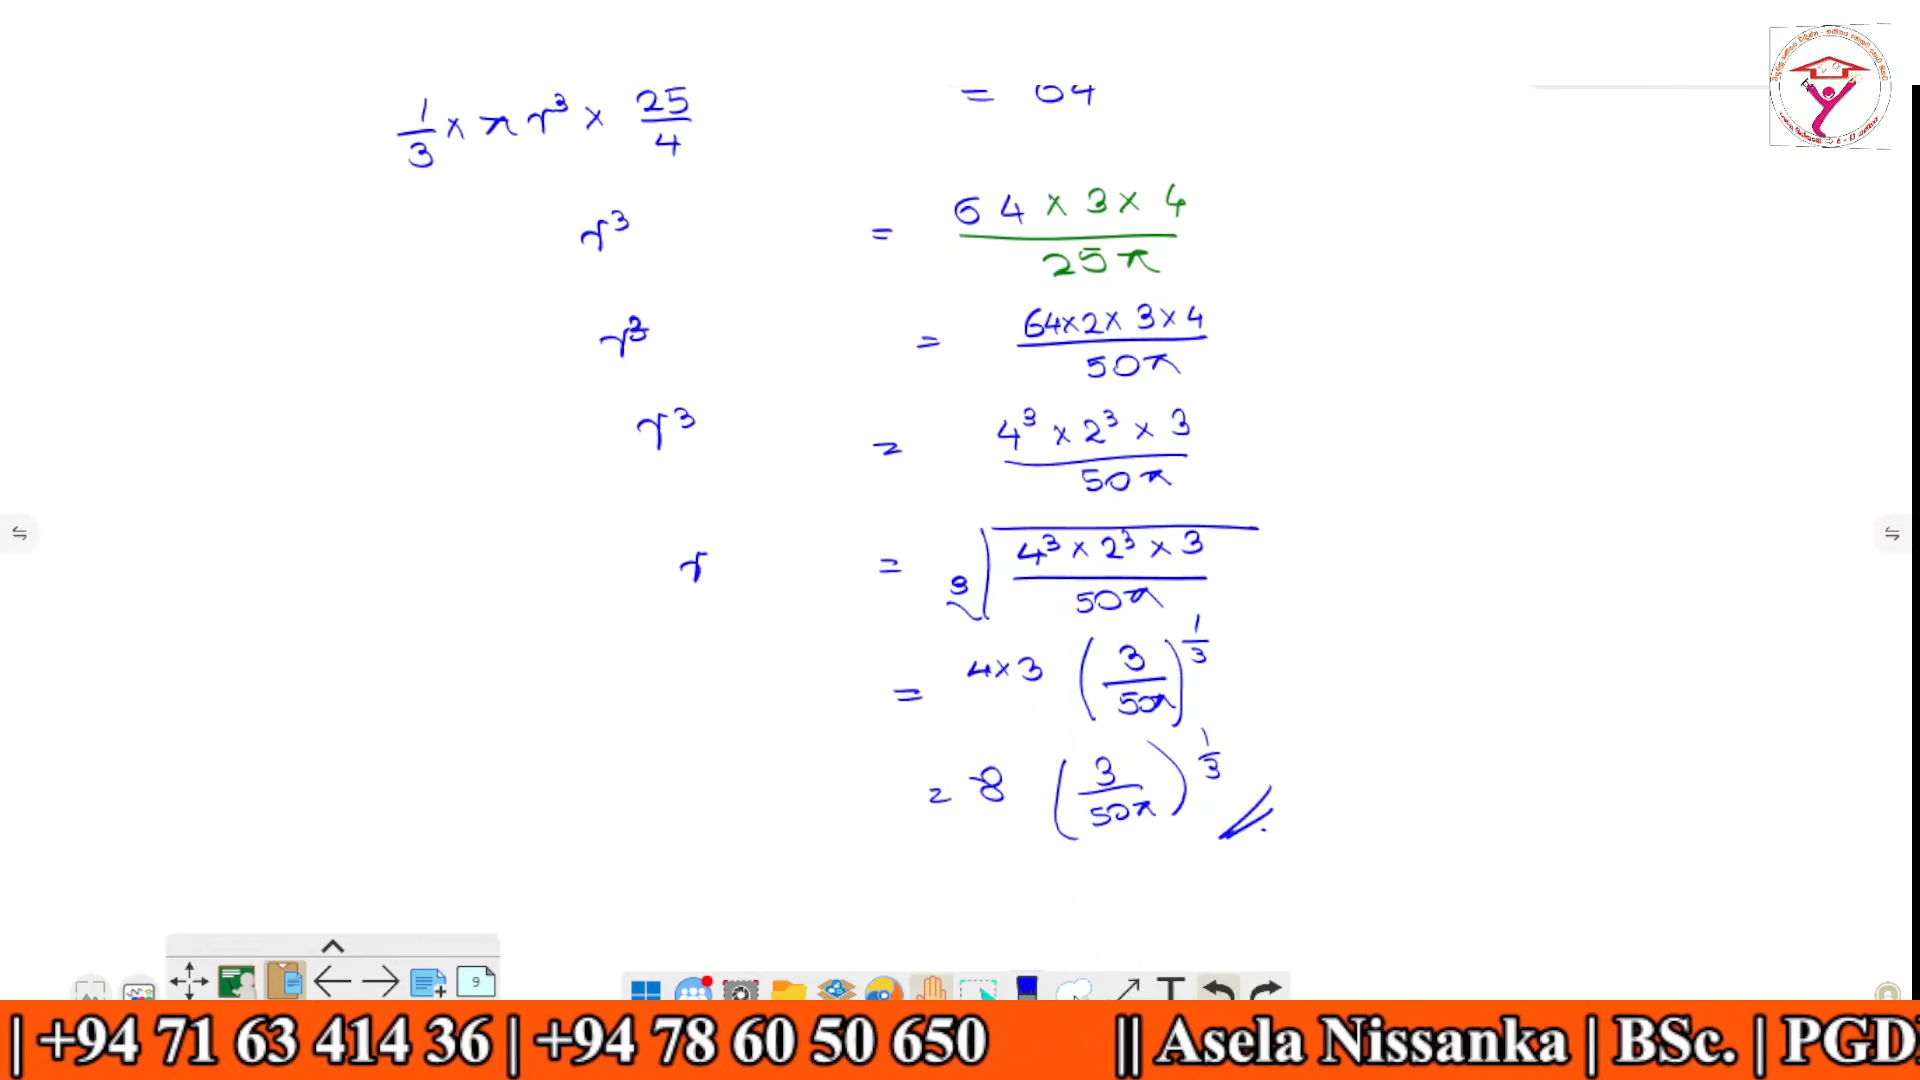 1/3 × π r³ × 25/4 = 64
r³ = 64 × 3 × 4 / 25π
r³ = 64×2× 3×4 / 50π
r³ = 4³ × 2³ × 3 / 50π
r = ∛(4³ × 2³ × 3 / 50π)
= 4×3 (3/50π)^1/3
= 8 (3/50π)^1/3
9
| +94 71 63 414 36 | +94 78 60 50 650 || Asela Nissanka | BSc. | PGD